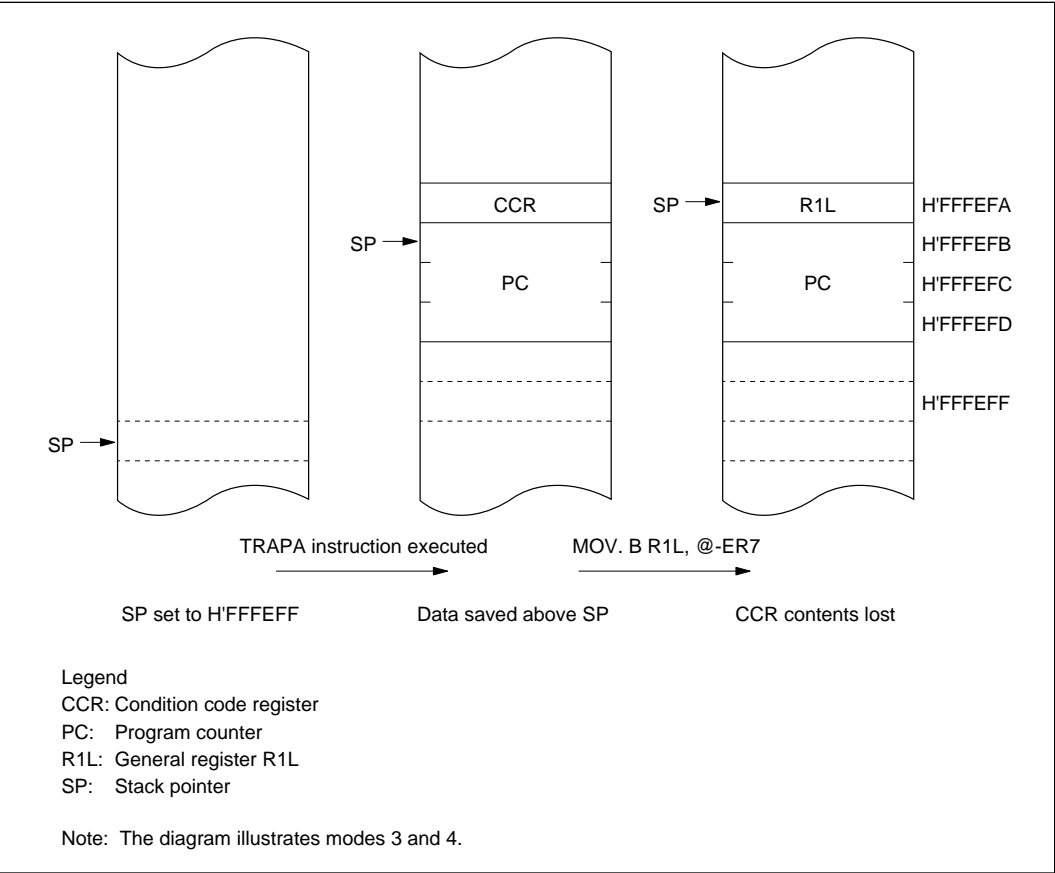 CCR
SP
R1L
H'FFFEFA
SP
H'FFFEFB
PC
PC
H'FFFEFC
H'FFFEFD
H'FFFEFF
SP
TRAPA instruction executed
MOV. B R1L, @-ER7
SP set to H'FFFEFF
Data saved above SP
CCR contents lost
Legend
CCR: Condition code register
PC: Program counter
R1L: General register R1L
SP: Stack pointer
Note: The diagram illustrates modes 3 and 4.